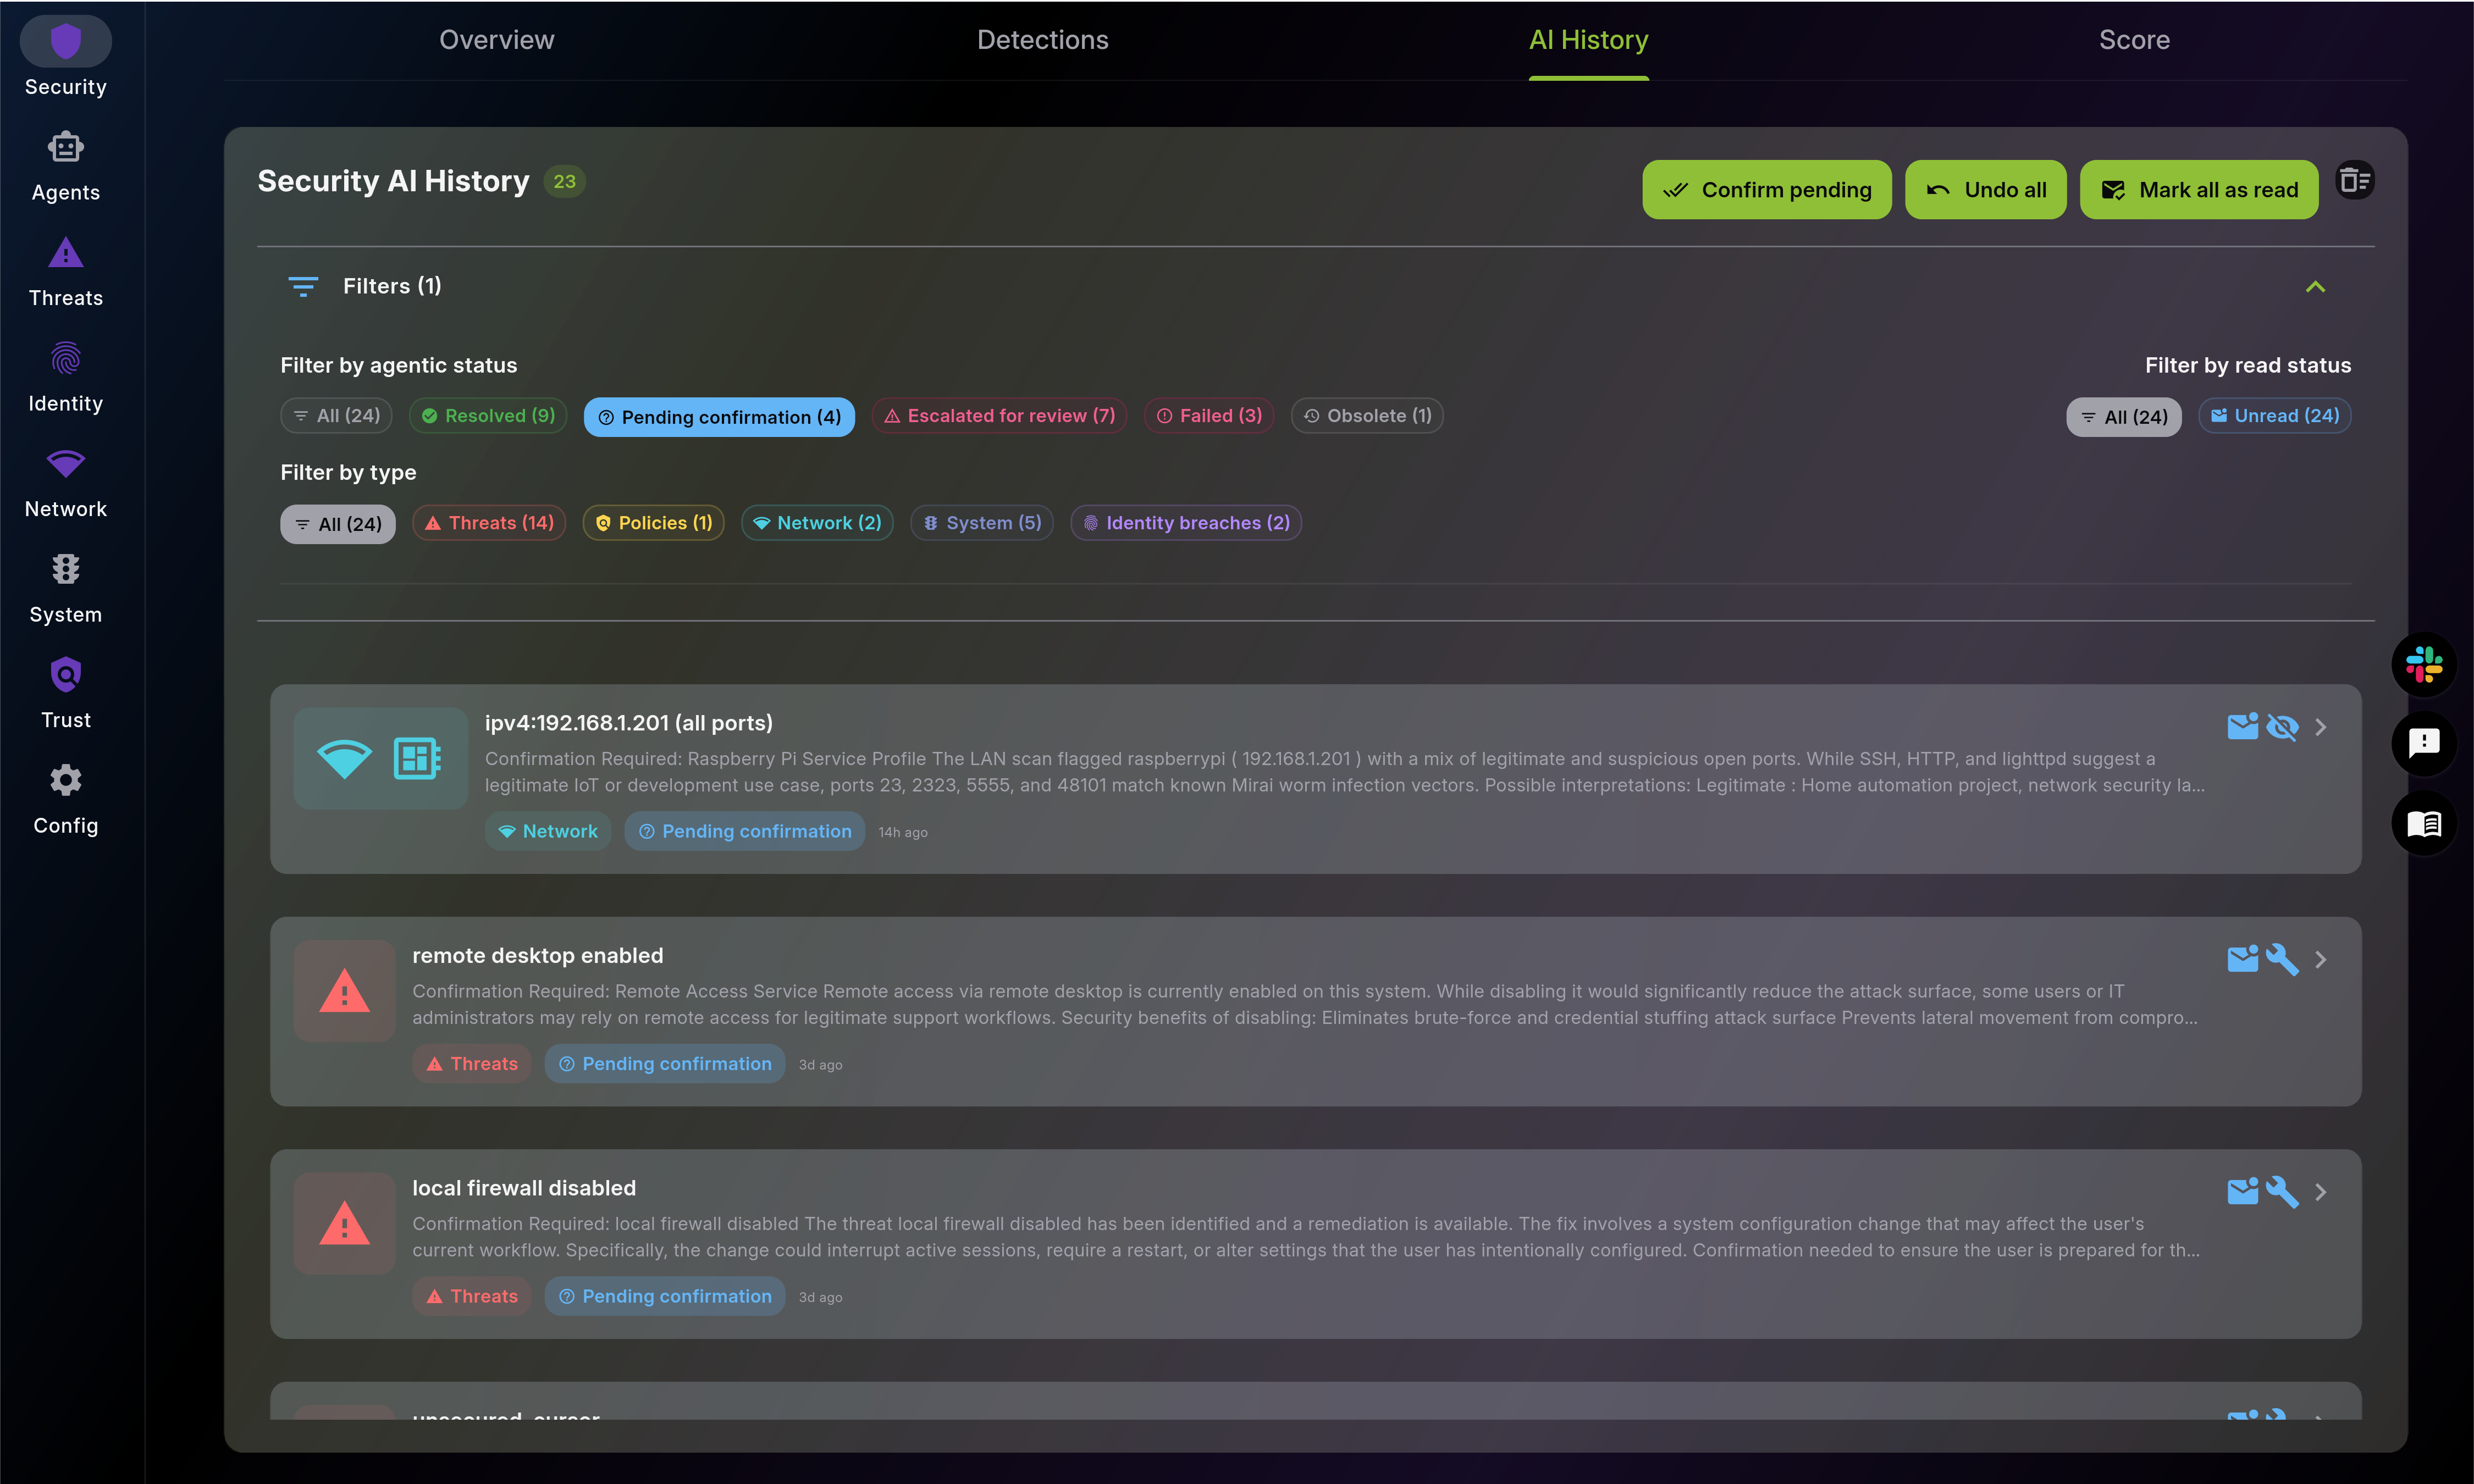 Security
Agents
Threats
Identity
Network
System
Trust
Config
Overview
Detections
AI History
Score
Security AI History 23
Confirm pending
Undo all
Mark all as read
Filters (1)
Filter by agentic status
Filter by read status
All (24)
Resolved (9)
Pending confirmation (4)
Escalated for review (7)
Failed (3)
Obsolete (1)
All (24)
Unread (24)
Filter by type
All (24)
Threats (14)
Policies (1)
Network (2)
System (5)
Identity breaches (2)
ipv4:192.168.1.201 (all ports)
Confirmation Required: Raspberry Pi Service Profile The LAN scan flagged raspberrypi ( 192.168.1.201 ) with a mix of legitimate and suspicious open ports. While SSH, HTTP, and lighttpd suggest a
legitimate IoT or development use case, ports 23, 2323, 5555, and 48101 match known Mirai worm infection vectors. Possible interpretations: Legitimate : Home automation project, network security la...
Network
Pending confirmation
14h ago
remote desktop enabled
Confirmation Required: Remote Access Service Remote access via remote desktop is currently enabled on this system. While disabling it would significantly reduce the attack surface, some users or IT
administrators may rely on remote access for legitimate support workflows. Security benefits of disabling: Eliminates brute-force and credential stuffing attack surface Prevents lateral movement from compro...
Threats
Pending confirmation
3d ago
local firewall disabled
Confirmation Required: local firewall disabled The threat local firewall disabled has been identified and a remediation is available. The fix involves a system configuration change that may affect the user's
current workflow. Specifically, the change could interrupt active sessions, require a restart, or alter settings that the user has intentionally configured. Confirmation needed to ensure the user is prepared for th...
Threats
Pending confirmation
3d ago